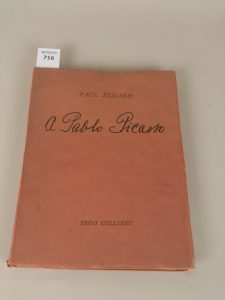 716
PAUL ELUARD
A Pablo Picasso
TROIS COLLINES